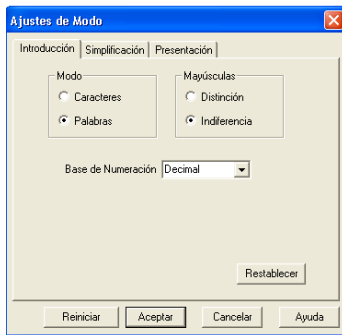 Ajustes de Modo
Introducción Simplificación Presentación
Modo Mayúsculas
Caracteres Distinción
Palabras Indiferencia
Base de Numeración Decimal
Restablecer
Reiniciar Aceptar Cancelar Ayuda